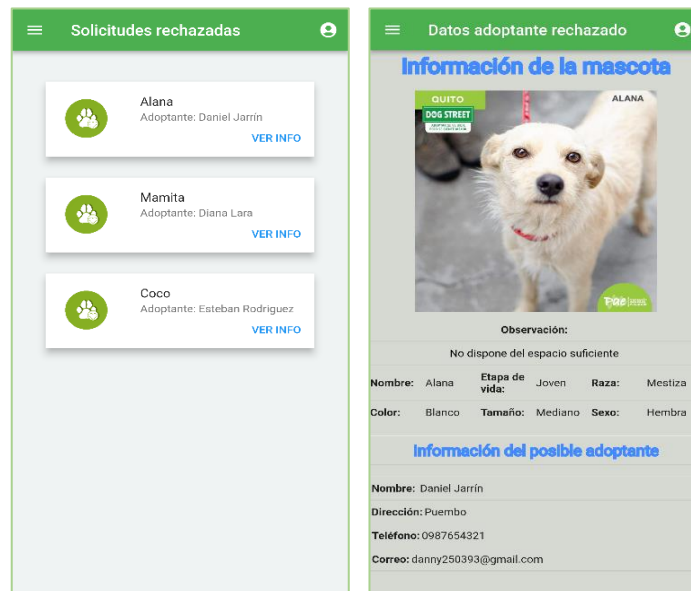 Solicitudes rechazadas
Alana
Adoptante: Daniel Jarrín
VER INFO
Mamita
Adoptante: Diana Lara
VER INFO
Coco
Adoptante: Esteban Rodriguez
VER INFO
Datos adoptante rechazado
Información de la mascota
QUITO
ALANA
DOG STREET
Observación:
No dispone del espacio suficiente
Nombre: Alana Etapa de vida: Joven Raza: Mestiza
Color: Blanco Tamaño: Mediano Sexo: Hembra
Información del posible adoptante
Nombre: Daniel Jarrín
Dirección: Puembo
Teléfono: 0987654321
Correo: danny250393@gmail.com